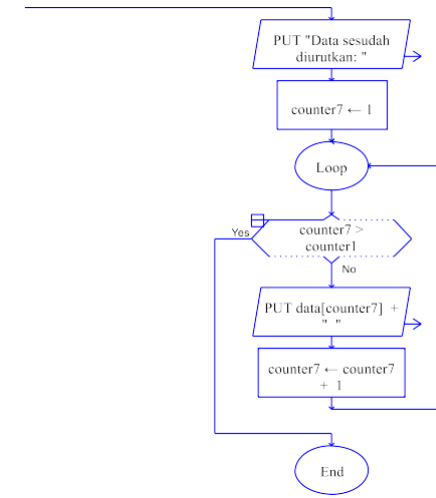 PUT "Data sesudah
diurutkan: "
counter7 ← 1
Loop
Yes
counter7 >
counter1
No
PUT data[counter7] +
" "
counter7 ← counter7
+ 1
End